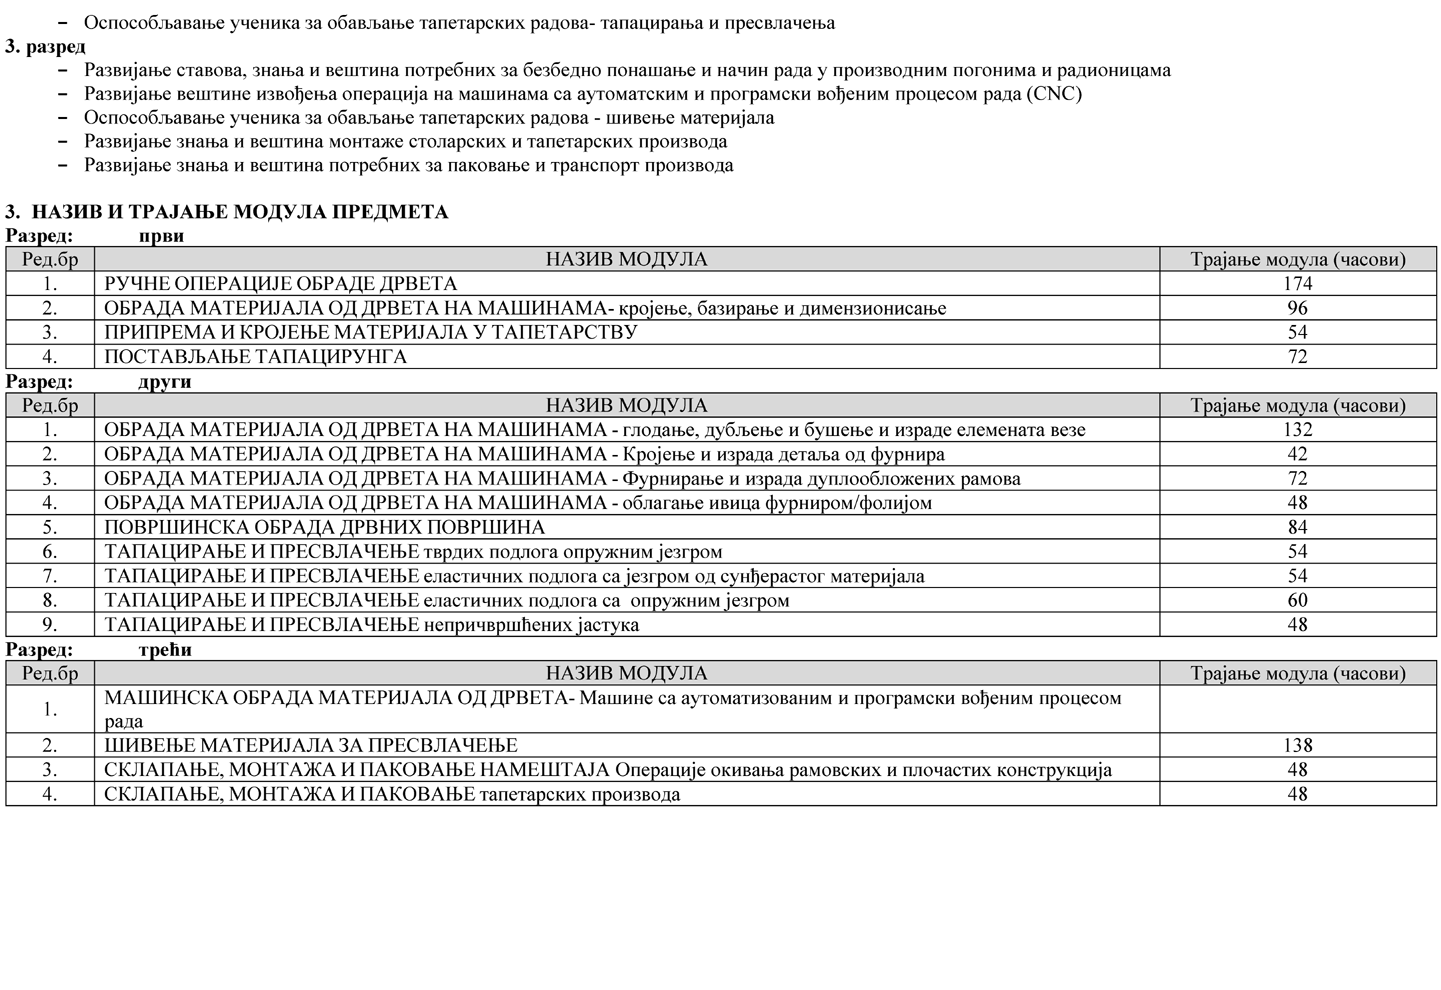 – Оспособљавање ученика за обављање тапетарских радова- тапацирања и пресвлачења
3. разред
– Развијање ставова, знања и вештина потребних за безбедно понашање и начин рада у производним погонима и радионицама
– Развијање вештине извођења операција на машинама са аутоматским и програмски вођеним процесом рада (CNC)
– Оспособљавање ученика за обављање тапетарских радова - шивење материјала
– Развијање знања и вештина монтаже столарских и тапетарских производа
– Развијање знања и вештина потребних за паковање и транспорт производа
3. НАЗИВ И ТРАЈАЊЕ МОДУЛА ПРЕДМЕТА
Разред: први
Ред.бр НАЗИВ МОДУЛА Трајање модула (часови)
1. РУЧНЕ ОПЕРАЦИЈЕ ОБРАДЕ ДРВЕТА 174
2. ОБРАДА МАТЕРИЈАЛА ОД ДРВЕТА НА МАШИНАМА- кројење, базирање и димензионисање 96
3. ПРИПРЕМА И КРОЈЕЊЕ МАТЕРИЈАЛА У ТАПЕТАРСТВУ 54
4. ПОСТАВЉАЊЕ ТАПАЦИРУНГА 72
Разред: други
Ред.бр НАЗИВ МОДУЛА Трајање модула (часови)
1. ОБРАДА МАТЕРИЈАЛА ОД ДРВЕТА НА МАШИНАМА - глодање, дубљење и бушење и израде елемената везе 132
2. ОБРАДА МАТЕРИЈАЛА ОД ДРВЕТА НА МАШИНАМА - Кројење и израда детаља од фурнира 42
3. ОБРАДА МАТЕРИЈАЛА ОД ДРВЕТА НА МАШИНАМА - Фурнирање и израда дуплообложених рамова 72
4. ОБРАДА МАТЕРИЈАЛА ОД ДРВЕТА НА МАШИНАМА - облагање ивица фурниром/фолијом 48
5. ПОВРШИНСКА ОБРАДА ДРВНИХ ПОВРШИНА 84
6. ТАПАЦИРАЊЕ И ПРЕСВЛАЧЕЊЕ тврдих подлога опружним језгром 54
7. ТАПАЦИРАЊЕ И ПРЕСВЛАЧЕЊЕ еластичних подлога са језгром од сунђерастог материјала 54
8. ТАПАЦИРАЊЕ И ПРЕСВЛАЧЕЊЕ еластичних подлога са опружним језгром 60
9. ТАПАЦИРАЊЕ И ПРЕСВЛАЧЕЊЕ непричвршћених јастука 48
Разред: трећи
Ред.бр НАЗИВ МОДУЛА Трајање модула (часови)
1. МАШИНСКА ОБРАДА МАТЕРИЈАЛА ОД ДРВЕТА- Машине са аутоматизованим и програмски вођеним процесом
рада
2. ШИВЕЊЕ МАТЕРИЈАЛА ЗА ПРЕСВЛАЧЕЊЕ 138
3. СКЛАПАЊЕ, МОНТАЖА И ПАКОВАЊЕ НАМЕШТАЈА Операције окивања рамовских и плочастих конструкција 48
4. СКЛАПАЊЕ, МОНТАЖА И ПАКОВАЊЕ тапетарских производа 48